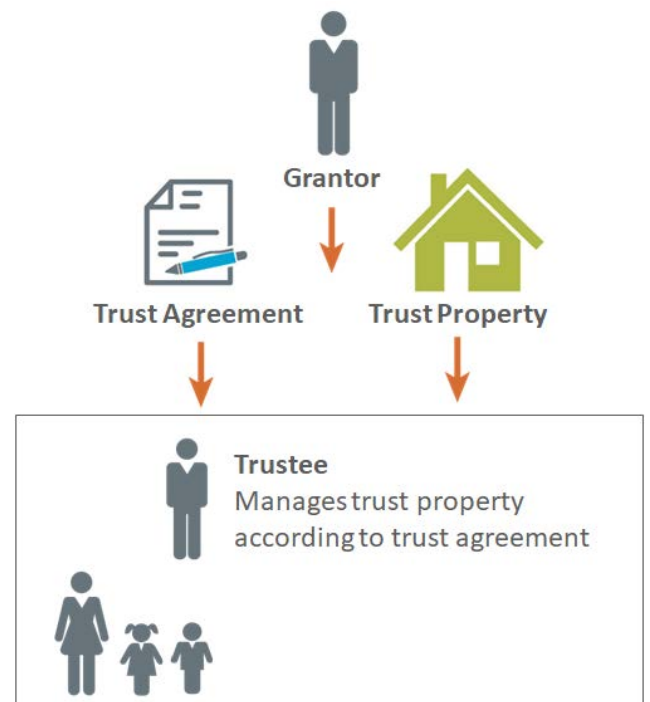 Grantor
Trust Agreement
Trust Property
Trustee
Manages trust property
according to trust agreement